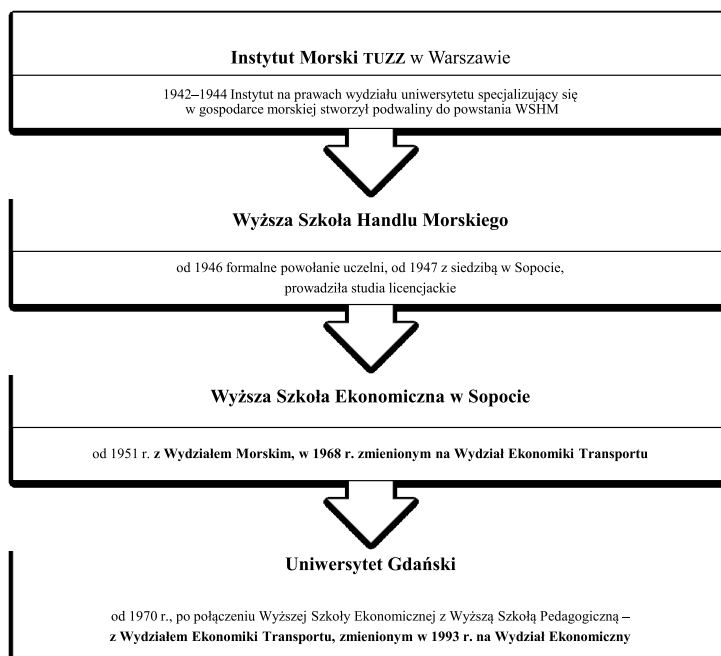 Instytut Morski TUZZ w Warszawie
1942–1944 Instytut na prawach wydziału uniwersytetu specjalizujący się
w gospodarce morskiej stworzył podwaliny do powstania WSHM
Wyższa Szkoła Handlu Morskiego
od 1946 formalne powołanie uczelni, od 1947 z siedzibą w Sopocie,
prowadziła studia licencjackie
Wyższa Szkoła Ekonomiczna w Sopocie
od 1951 r. z Wydziałem Morskim, w 1968 r. zmienionym na Wydział Ekonomiki Transportu
Uniwersytet Gdański
od 1970 r., po połączeniu Wyższej Szkoły Ekonomicznej z Wyższą Szkołą Pedagogiczną –
z Wydziałem Ekonomiki Transportu, zmienionym w 1993 r. na Wydział Ekonomiczny